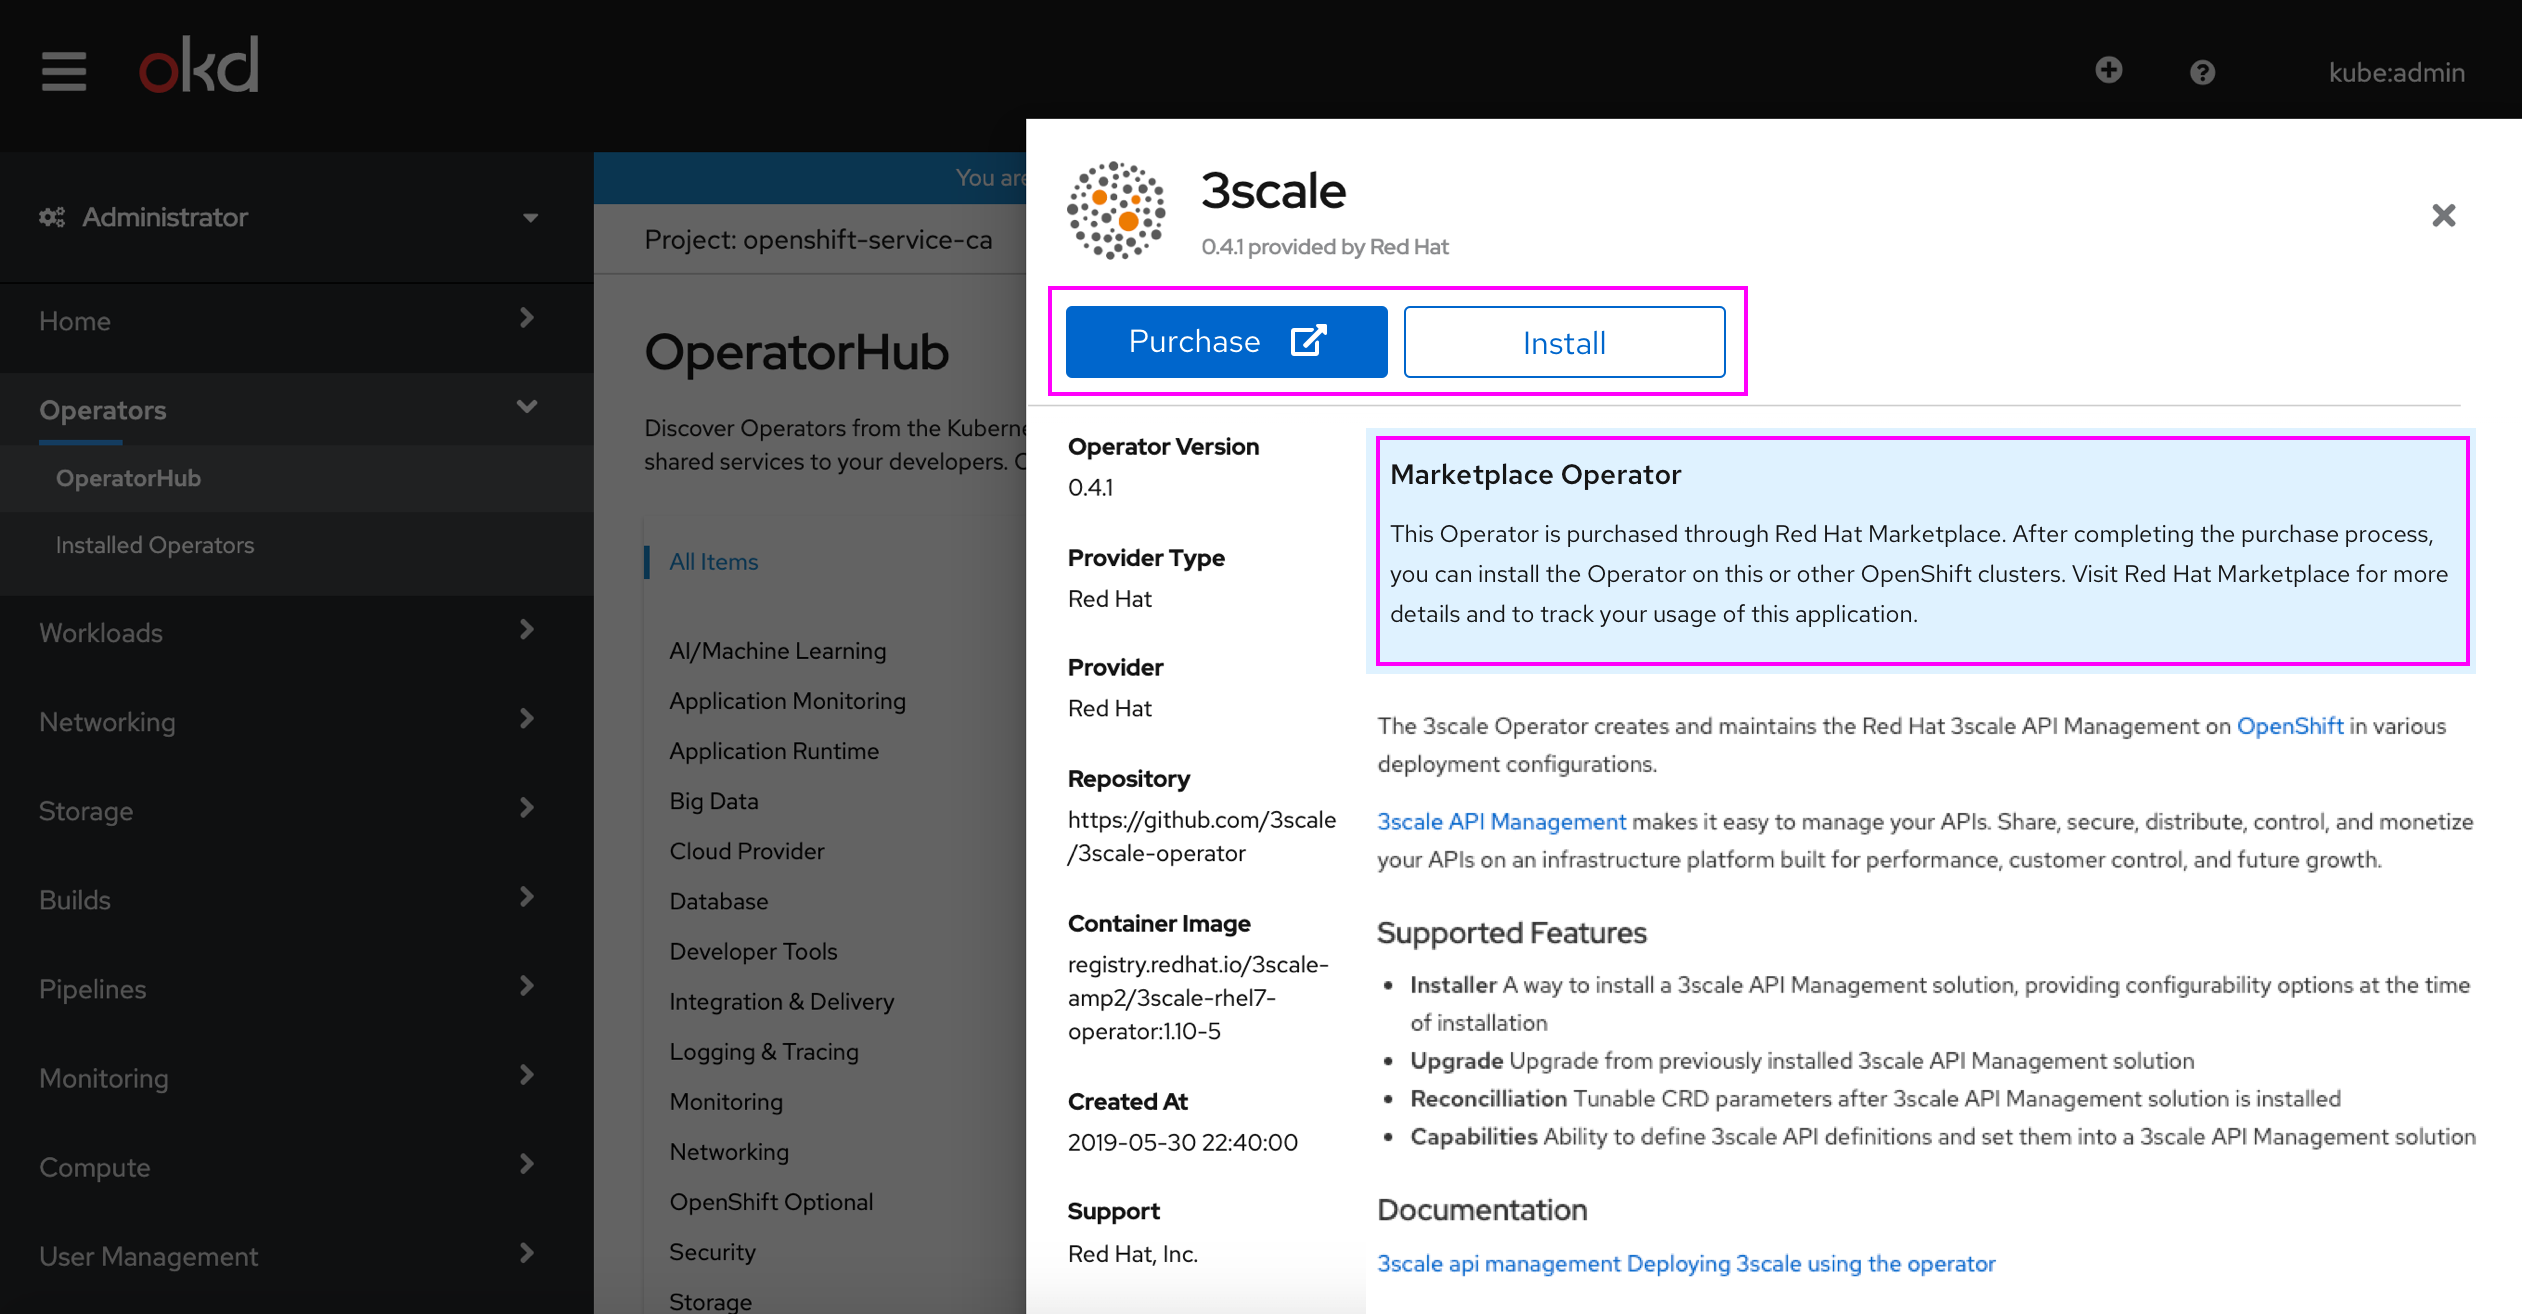 okd
kube:admin
Administrator
Home
Operators
OperatorHub
Installed Operators
Workloads
Networking
Storage
Builds
Pipelines
Monitoring
Compute
User Management
You are
Project: openshift-service-ca
OperatorHub
Discover Operators from the Kuberne
shared services to your developers.
All Items
AI/Machine Learning
Application Monitoring
Application Runtime
Big Data
Cloud Provider
Database
Developer Tools
Integration & Delivery
Logging & Tracing
Monitoring
Networking
OpenShift Optional
Security
Storage
3scale
0.4.1 provided by Red Hat
Purchase
Install
Operator Version
0.4.1
Provider Type
Red Hat
Provider
Red Hat
Repository
https://github.com/3scale
/3scale-operator
Container Image
registry.redhat.io/3scale-
amp2/3scale-rhel7-
operator:1.10-5
Created At
2019-05-30 22:40:00
Support
Red Hat, Inc.
Marketplace Operator
This Operator is purchased through Red Hat Marketplace. After completing the purchase process,
you can install the Operator on this or other OpenShift clusters. Visit Red Hat Marketplace for more
details and to track your usage of this application.
The 3scale Operator creates and maintains the Red Hat 3scale API Management on OpenShift in various
deployment configurations.
3scale API Management makes it easy to manage your APIs. Share, secure, distribute, control, and monetize
your APIs on an infrastructure platform built for performance, customer control, and future growth.
Supported Features
• Installer A way to install a 3scale API Management solution, providing configurability options at the time
of installation
• Upgrade Upgrade from previously installed 3scale API Management solution
• Reconcilliation Tunable CRD parameters after 3scale API Management solution is installed
• Capabilities Ability to define 3scale API definitions and set them into a 3scale API Management solution
Documentation
3scale api management Deploying 3scale using the operator